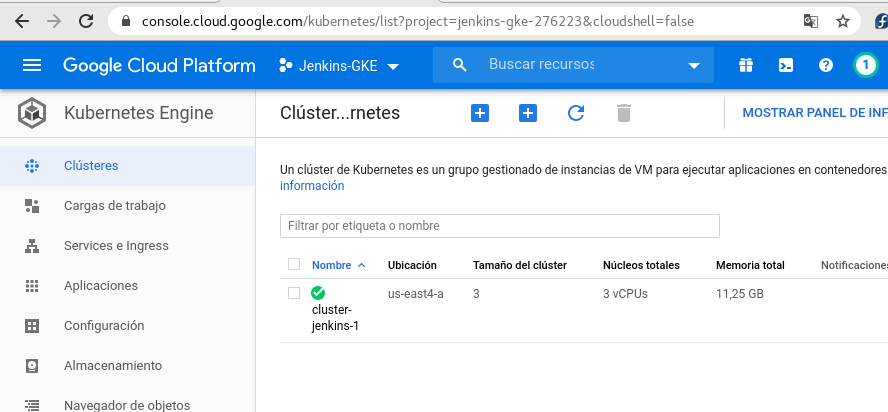 console.cloud.google.com/kubernetes/list?project=jenkins-gke-276223&cloudshell=false
Google Cloud Platform
Jenkins-GKE
Buscar recursos
1
Kubernetes Engine
Clúster...rnetes
MOSTRAR PANEL DE INF
Clústeres
Cargas de trabajo
Services e Ingress
Aplicaciones
Configuración
Almacenamiento
Navegador de objetos
Un clúster de Kubernetes es un grupo gestionado de instancias de VM para ejecutar aplicaciones en contenedores
información
Filtrar por etiqueta o nombre
Nombre Ubicación Tamaño del clúster Núcleos totales Memoria total Notificaciones
cluster-
jenkins-1
us-east4-a 3 3 vCPUs 11,25 GB